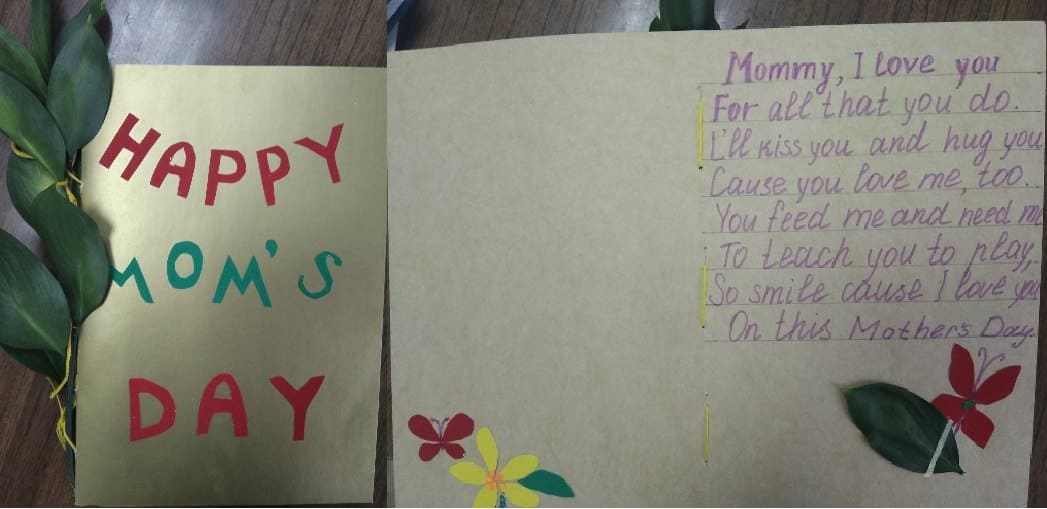 HAPPY
MOM'S
DAY
Mommy, I love you
For all that you do.
I'll kiss you and hug you
Cause you love me, too.
You feed me and need me
To teach you to play,
So smile cause I love you
On this Mothers Day.